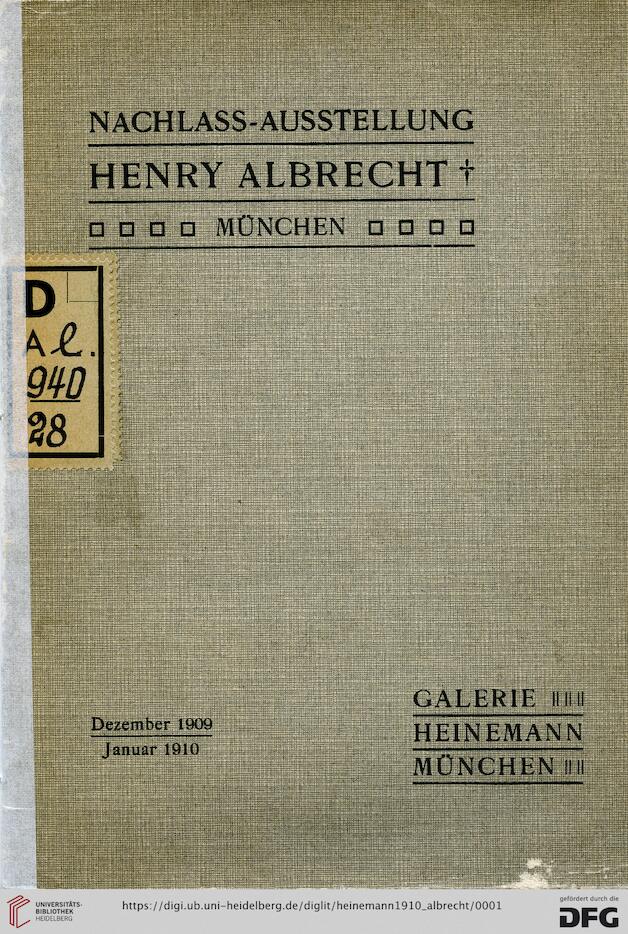 NACHLASS-AUSSTELLUNG
HENRY ALBRECHT †
MÜNCHEN
D
A l.
940
28
Dezember 1909
Januar 1910
GALERIE
HEINEMANN
MÜNCHEN
UNIVERSITÄTS-
BIBLIOTHEK
HEIDELBERG
https://digi.ub.uni-heidelberg.de/diglit/heinemann1910_albrecht/0001
gefördert durch die
DFG